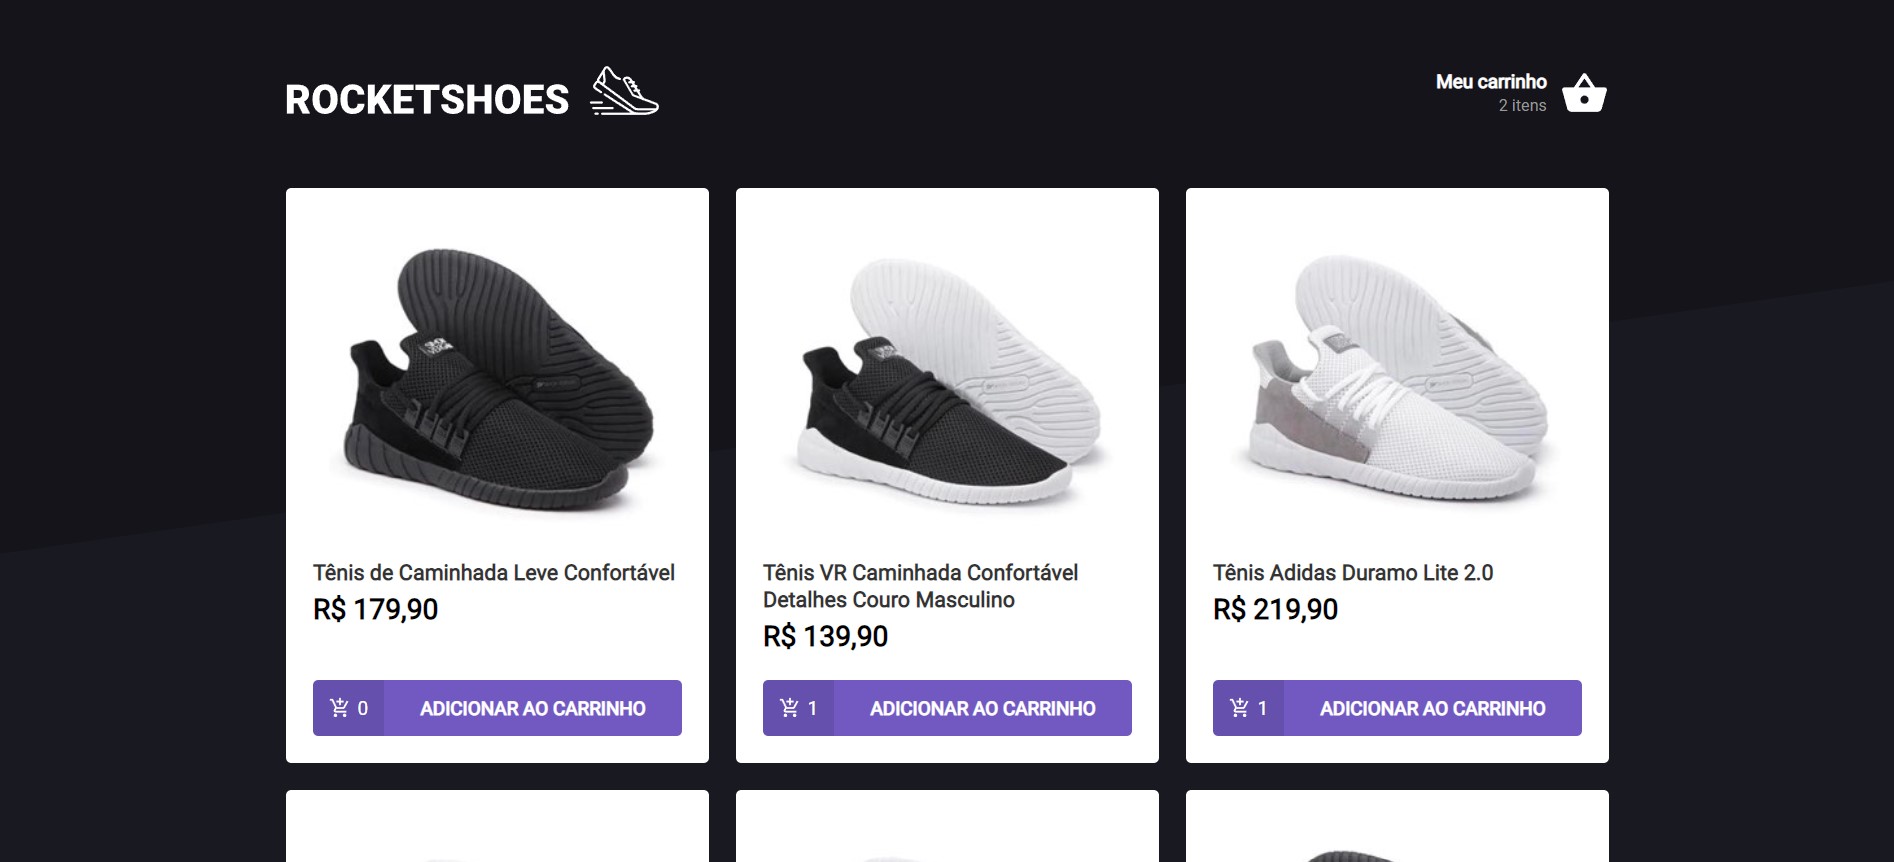 ROCKETSHOES
Meu carrinho
2 itens
Tênis de Caminhada Leve Confortável
R$ 179,90
0 ADICIONAR AO CARRINHO
Tênis VR Caminhada Confortável
Detalhes Couro Masculino
R$ 139,90
1 ADICIONAR AO CARRINHO
Tênis Adidas Duramo Lite 2.0
R$ 219,90
1 ADICIONAR AO CARRINHO